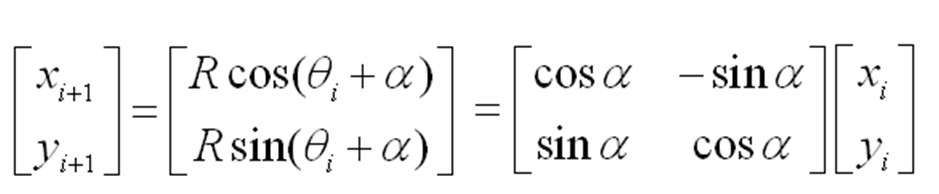 [x_{i+1} y_{i+1}] = [R cos(θ_i + α) R sin(θ_i + α)] = [cos α −sin α sin α cos α] [x_i y_i]